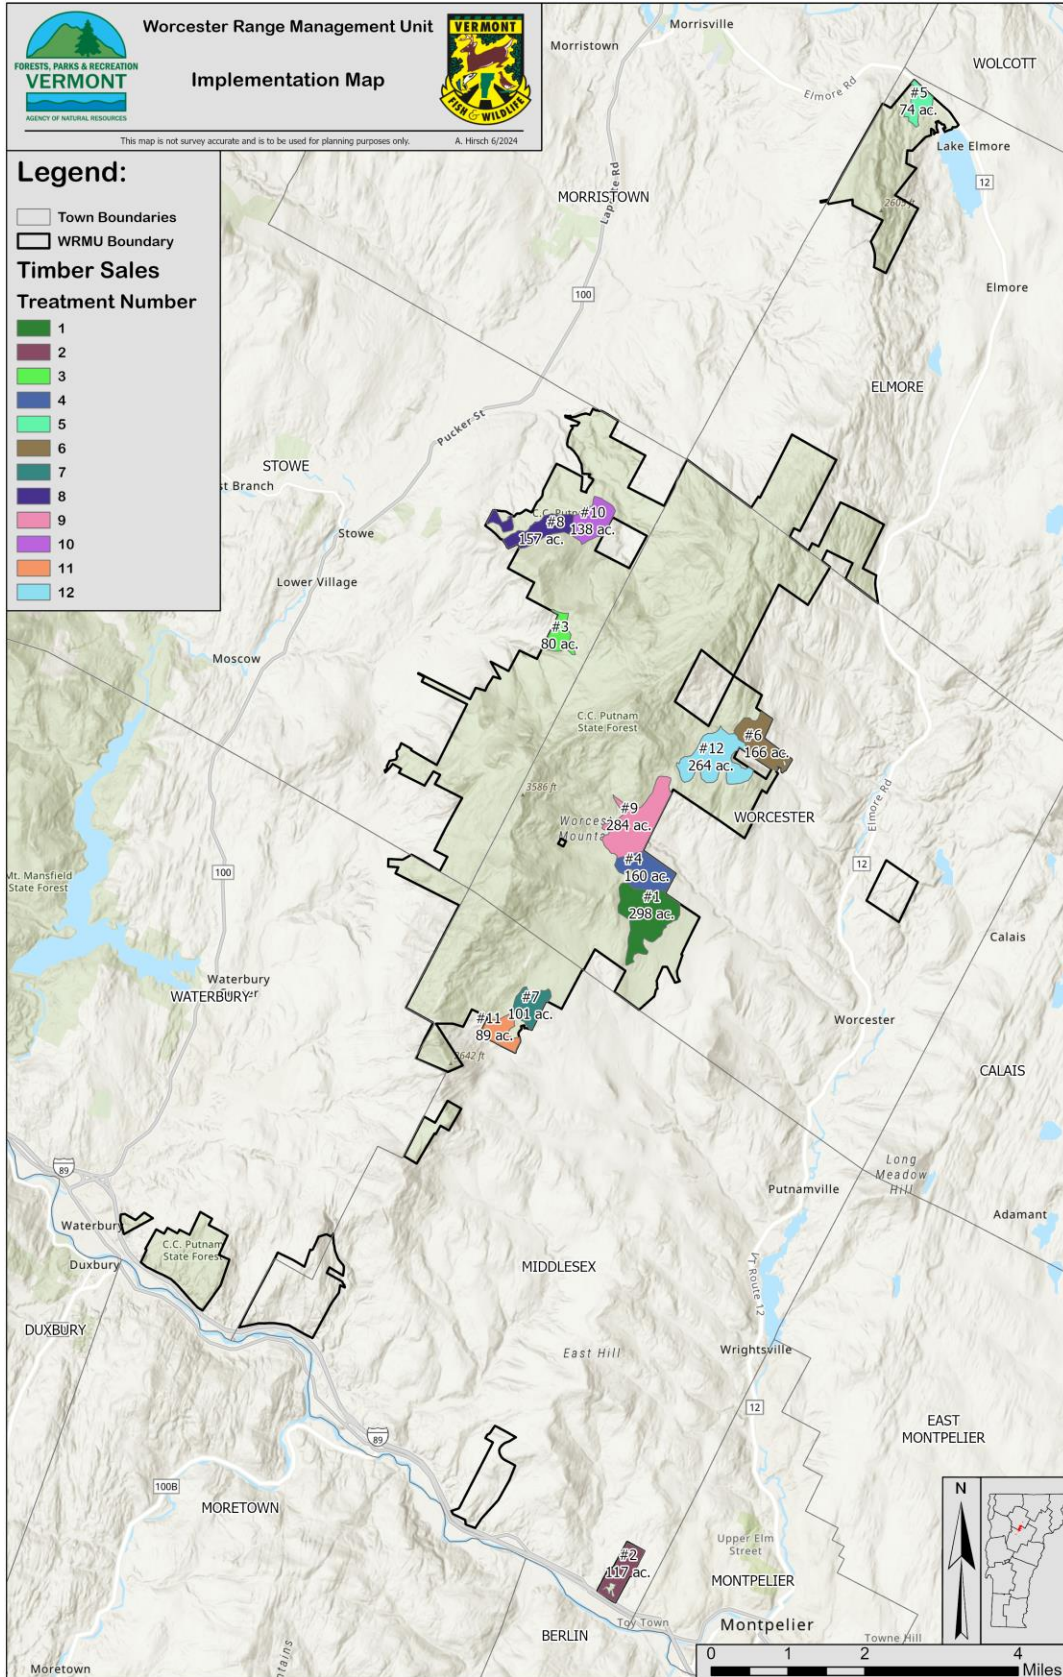 Worcester Range Management Unit
Implementation Map
FORESTS, PARKS & RECREATION
VERMONT
AGENCY OF NATURAL RESOURCES
VERMONT
FISH & WILDLIFE
This map is not survey accurate and is to be used for planning purposes only.
A. Hirsch 6/2024
Legend:
Town Boundaries
WRMU Boundary
Timber Sales
Treatment Number
1
2
3
4
5
6
7
8
9
10
11
12
Morrisville
Morristown
WOLCOTT
Elmore Rd
#5
74 ac.
Lake Elmore
12
MORRISTOWN
100
Elmore
ELMORE
Pucker St
STOWE
st Branch
Stowe
Lower Village
#8
157 ac.
#10
138 ac.
#3
80 ac.
Moscow
C.C. Putnam
State Forest
#6
166 ac.
#12
264 ac.
3586 ft
#9
284 ac.
WORCESTER
Elmore Rd
12
#4
160 ac.
#1
298 ac.
Mt. Mansfield
State Forest
100
Calais
Waterbury
WATERBURY
#7
101 ac.
#11
89 ac.
Worcester
CALAIS
89
Long
Meadow
Hill
Putnamville
Adamant
Waterbury
C.C. Putnam
State Forest
Duxbury
MIDDLESEX
VT Route 12
DUXBURY
East Hill
Wrightsville
12
EAST
MONTPELIER
89
100B
MORETOWN
Upper Elm
Street
#2
117 ac.
MONTPELIER
Toy Town
Montpelier
BERLIN
Towne Hill
Moretown
N
0 1 2 4
Miles